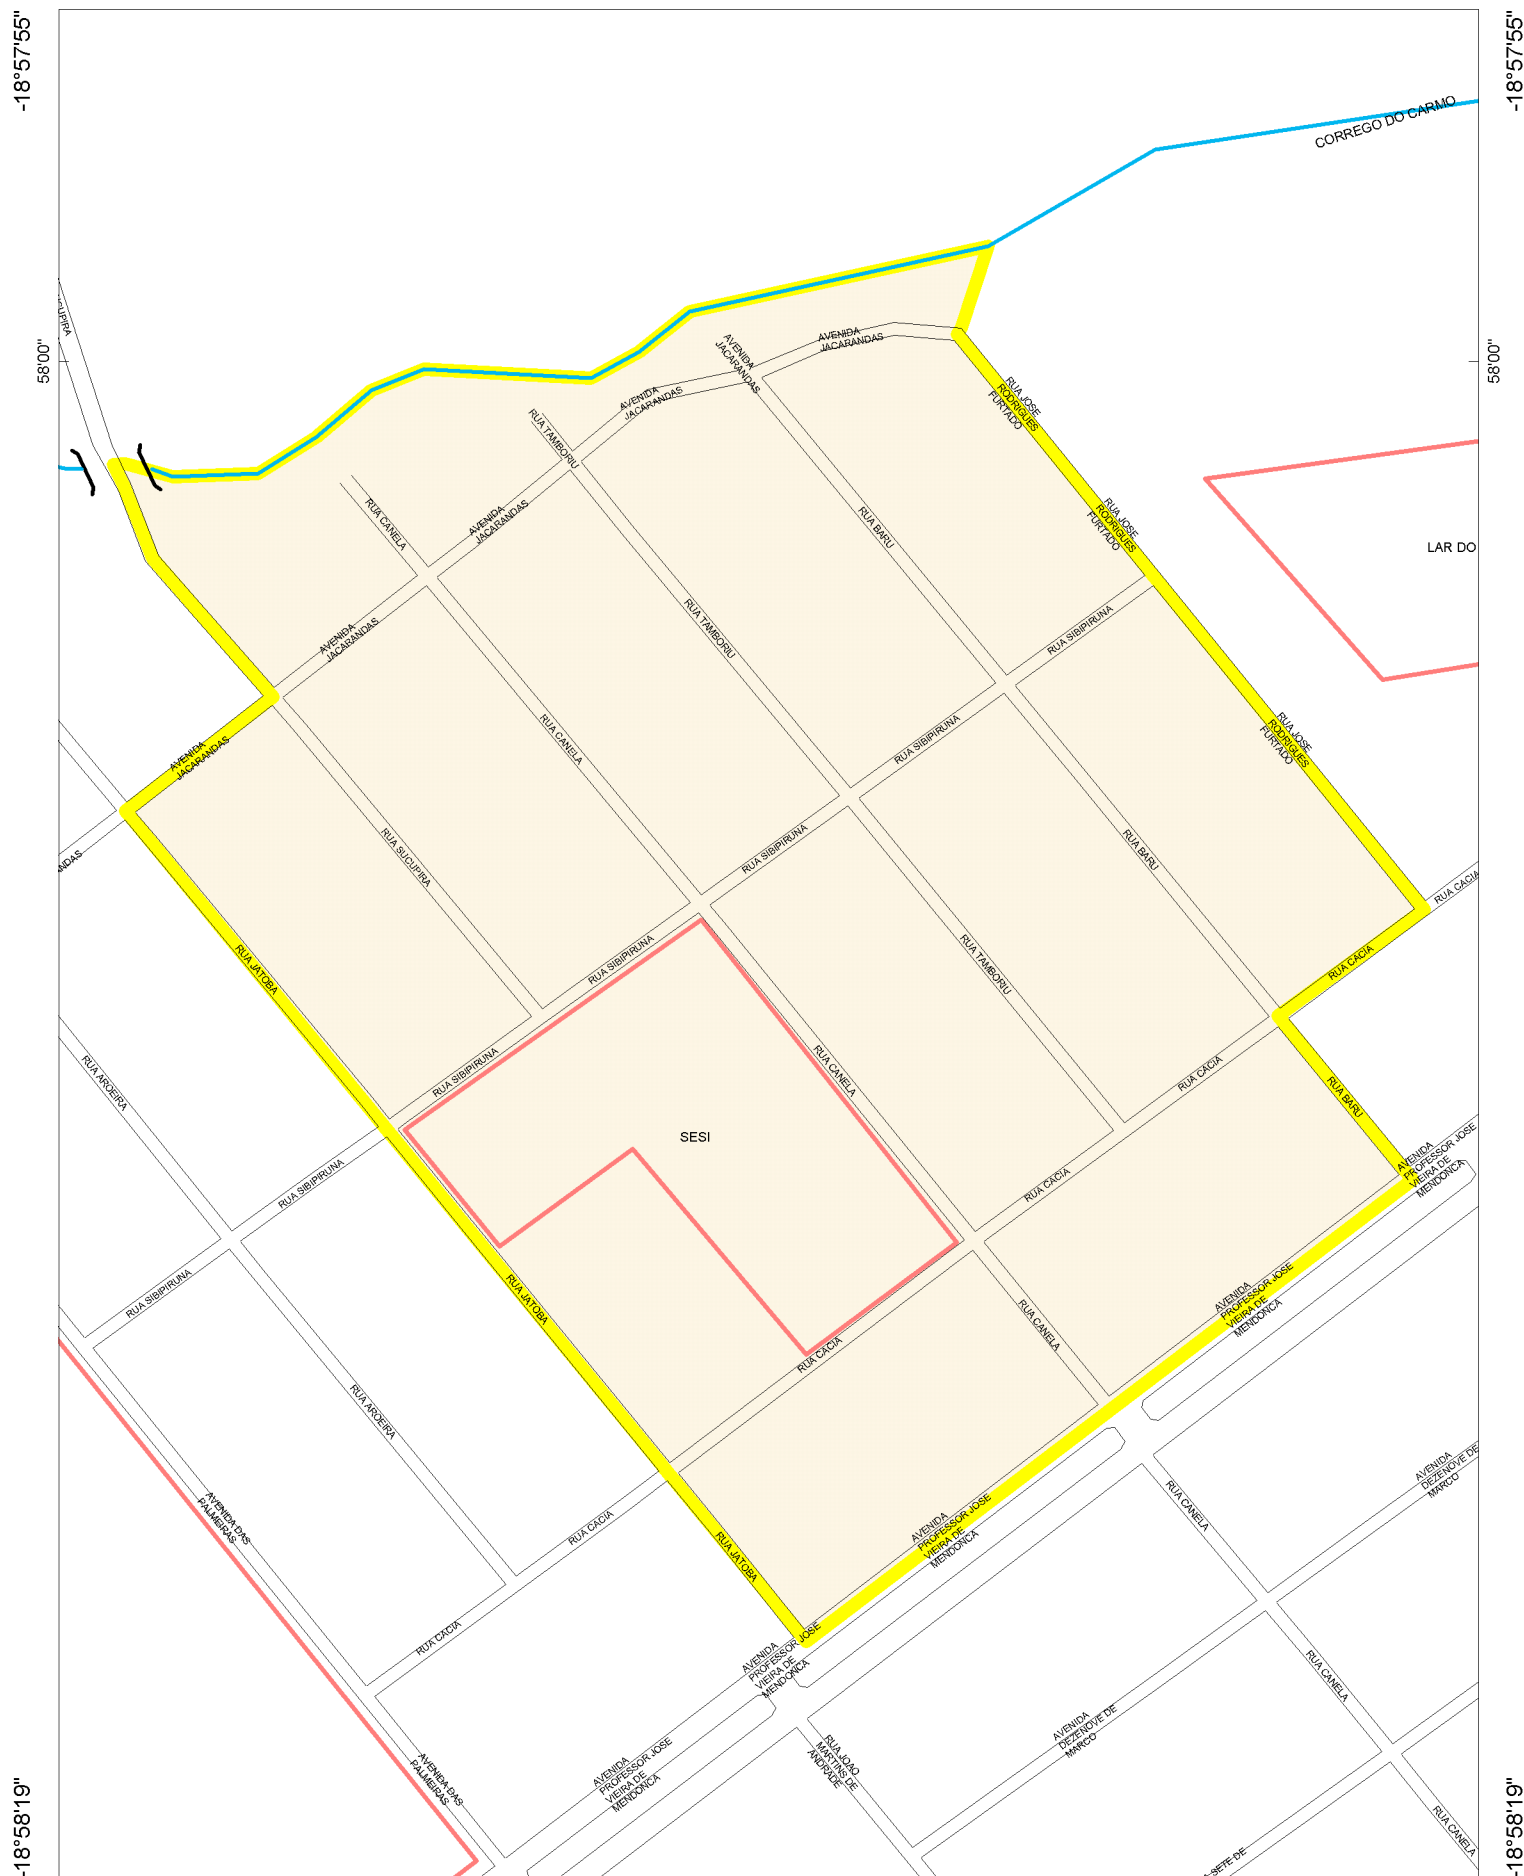 -18°57'55"
-18°57'55"
CORREGO DO CARMO
58'00"
58'00"
AVENIDA
JACARANDAS
AVENIDA
JACARANDAS
RUA JOSE
RODRIGUES
FURTADO
AVENIDA
JACARANDAS
RUA TAMBORIU
RUA CANELA
AVENIDA
JACARANDAS
RUA BARU
RUA JOSE
RODRIGUES
FURTADO
LAR DO
RUA TAMBORIU
RUA SIBIPIRUNA
AVENIDA
JACARANDAS
RUA CANELA
RUA SIBIPIRUNA
RUA JOSE
RODRIGUES
FURTADO
AVENIDA
JACARANDAS
RUA SUCUPIRA
RUA SIBIPIRUNA
RUA BARU
RUA CACIA
RUA JATOBA
RUA SIBIPIRUNA
RUA TAMBORIU
RUA CACIA
RUA AROEIRA
RUA SIBIPIRUNA
RUA CANELA
RUA CACIA
RUA BARU
SESI
RUA SIBIPIRUNA
RUA CACIA
AVENIDA
PROFESSOR JOSE
VIEIRA DE
MENDONCA
RUA SIBIPIRUNA
RUA JATOBA
RUA CANELA
AVENIDA
PROFESSOR JOSE
VIEIRA DE
MENDONCA
RUA CACIA
RUA AROEIRA
AVENIDA DAS
PALMEIRAS
RUA CACIA
RUA JATOBA
AVENIDA
PROFESSOR JOSE
VIEIRA DE
MENDONCA
RUA CANELA
AVENIDA
DEZENOVE DE
MARCO
RUA CACIA
AVENIDA
PROFESSOR JOSE
VIEIRA DE
MENDONCA
RUA CANELA
AVENIDA
DEZENOVE DE
MARCO
AVENIDA DAS
PALMEIRAS
AVENIDA
PROFESSOR JOSE
VIEIRA DE
MENDONCA
RUA JOAO
MARTINS DE
ANDRADE
RUA CANELA
SETE DE
-18°58'19"
-18°58'19"